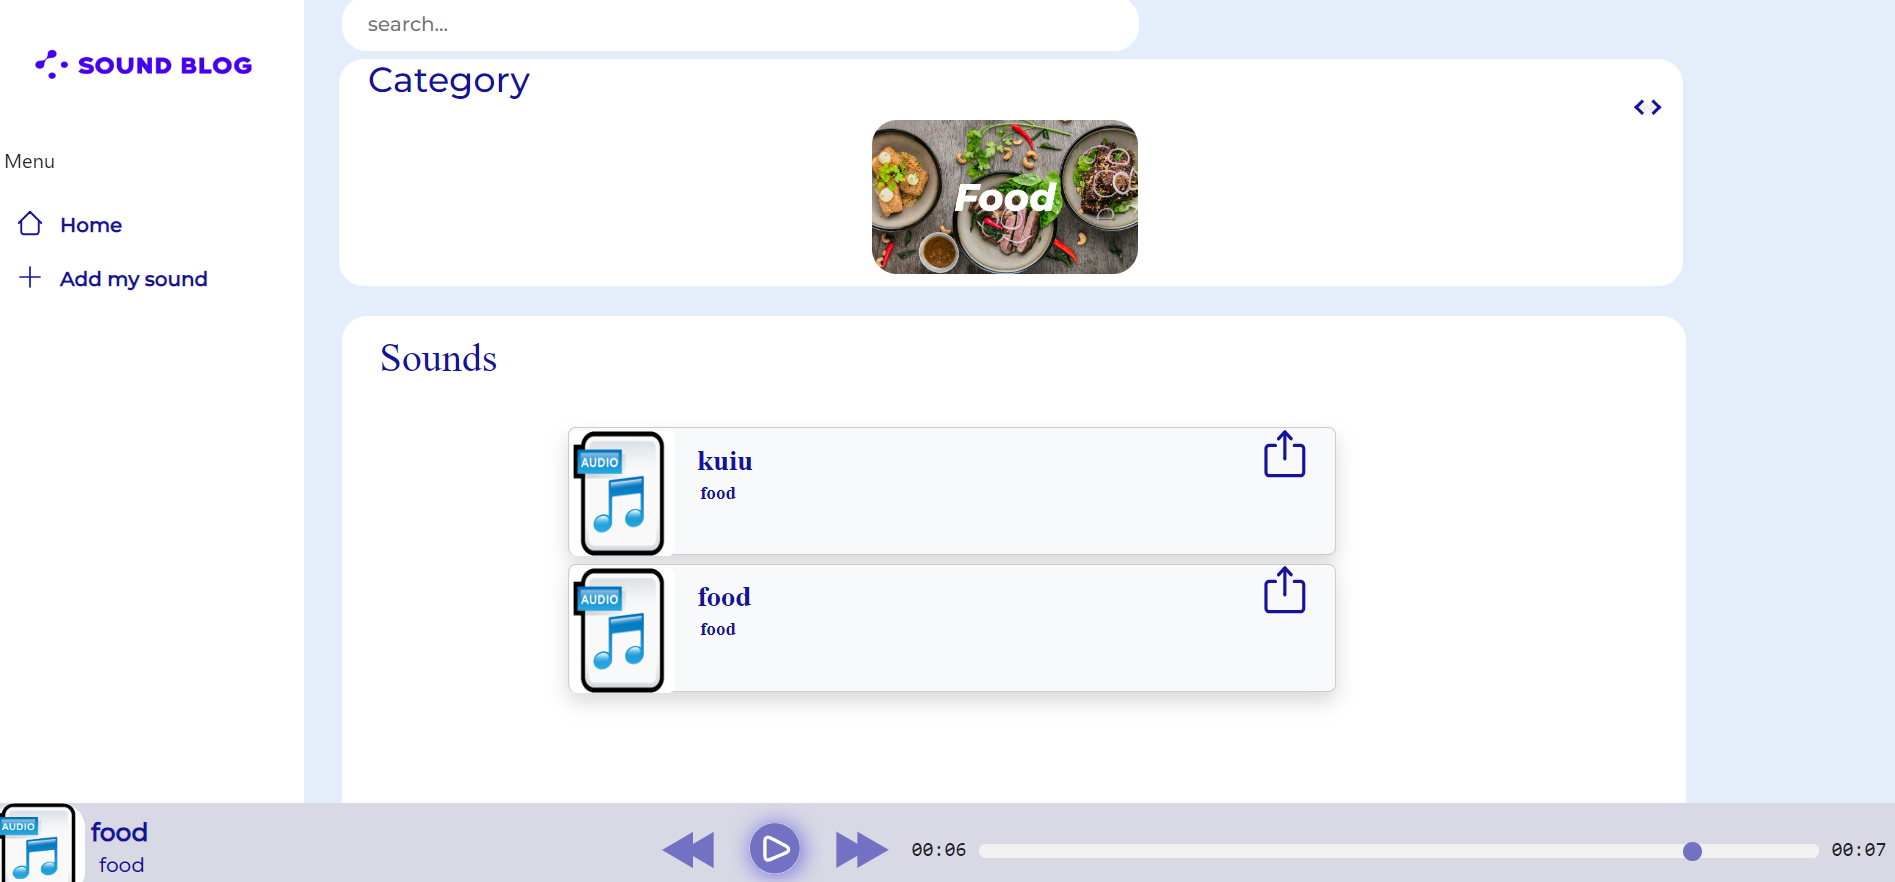 SOUND BLOG
Menu
Home
Add my sound
search...
Category
Food
Sounds
AUDIO
kuiu
food
AUDIO
food
food
AUDIO
food
food
00:06
00:07